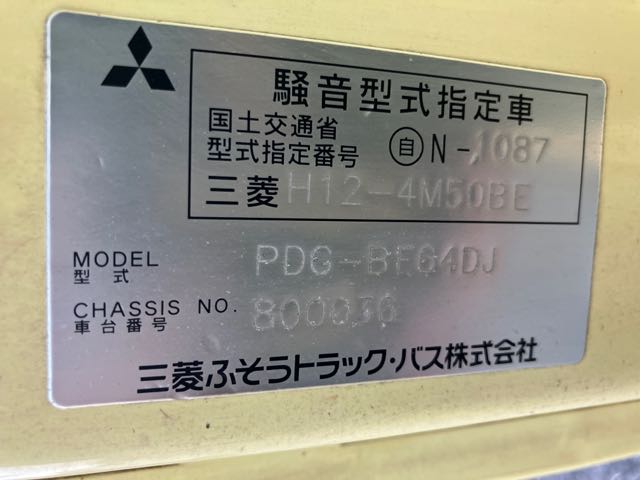 騒音型式指定車
国土交通省
型式指定番号 自 N-1087
三菱 H12-4M50BE
MODEL
型式 PDG-BE64DJ
CHASSIS NO.
車台番号 800036
三菱ふそうトラック・バス株式会社